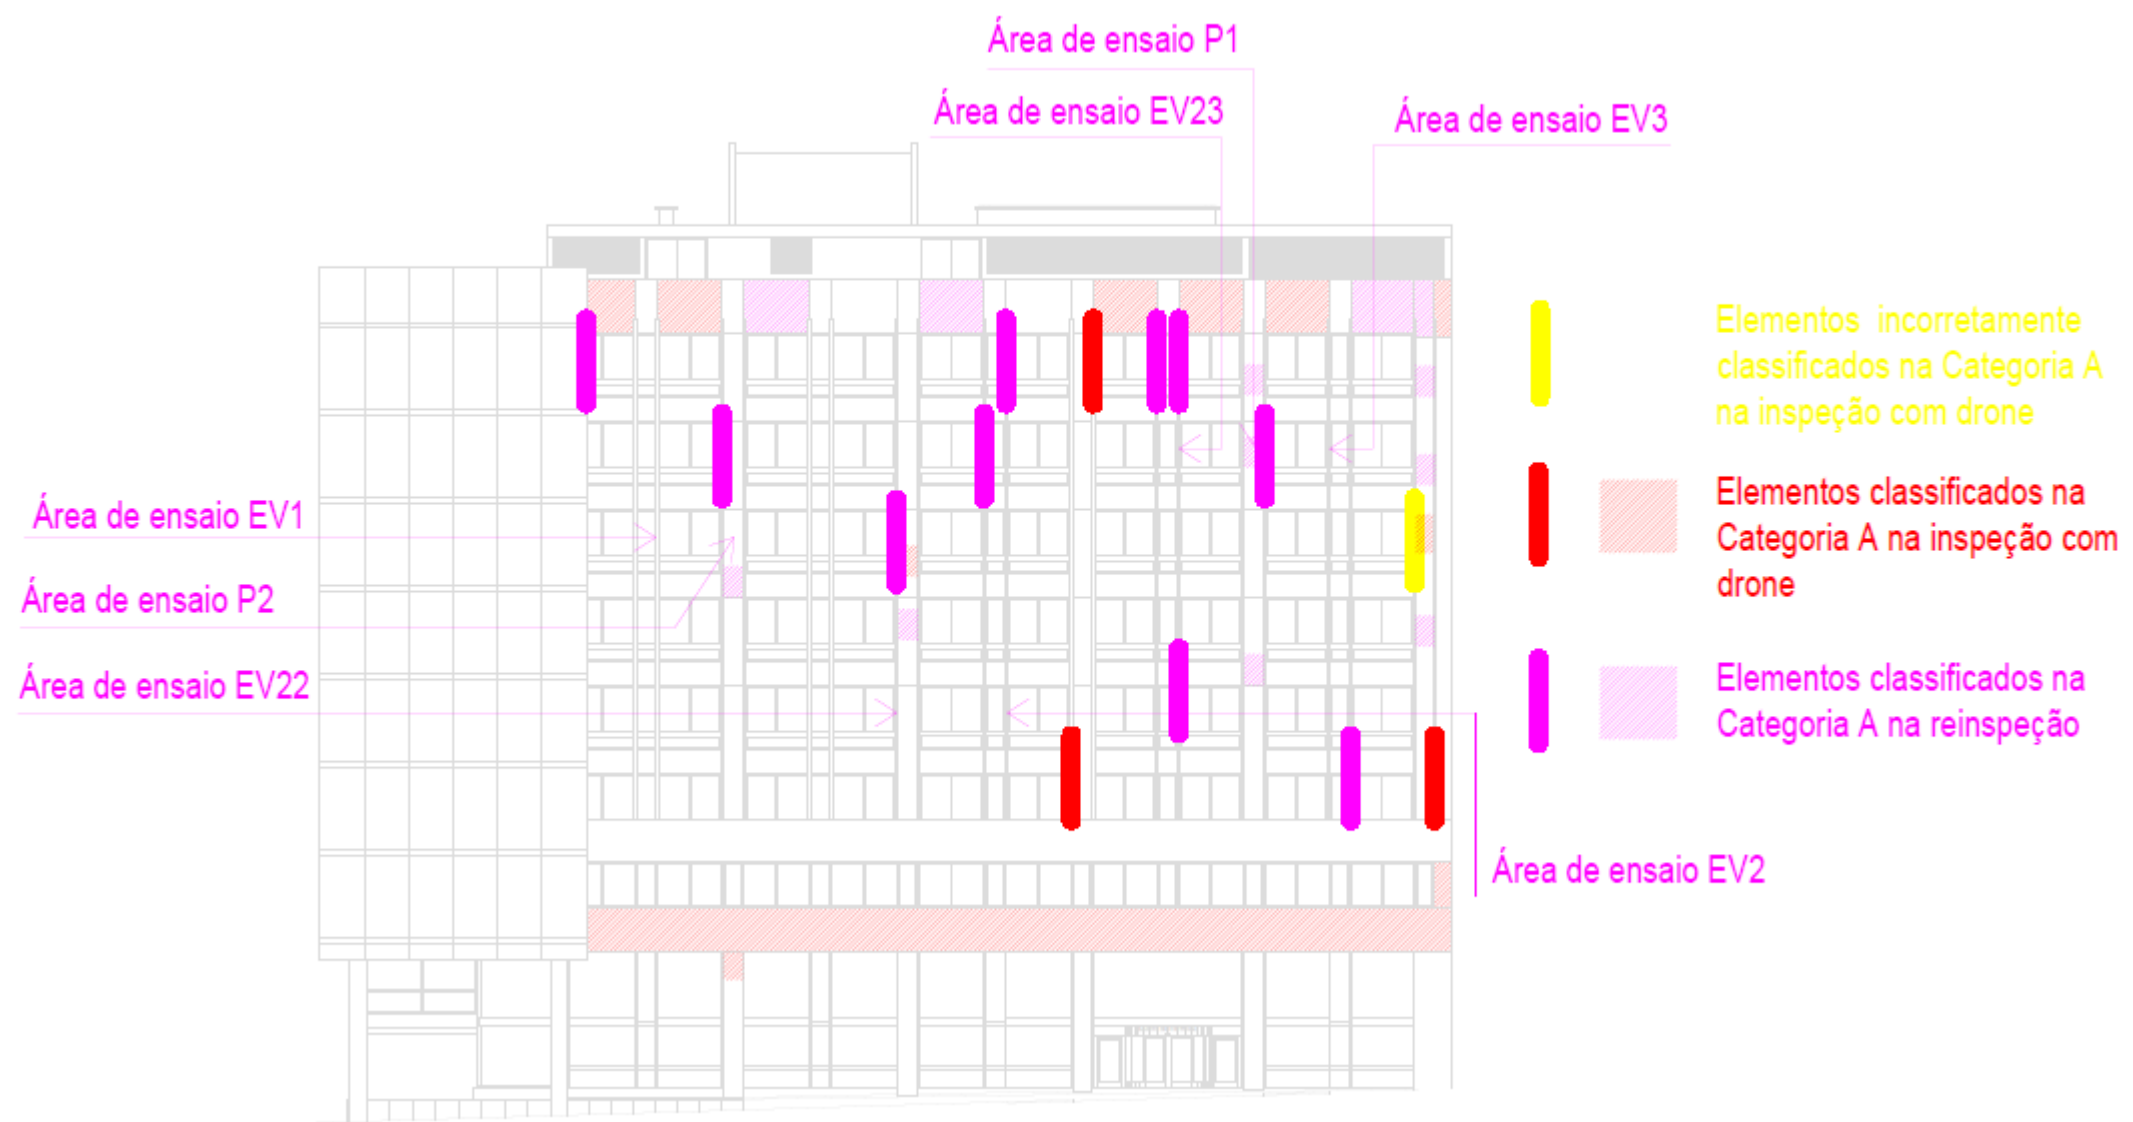 Área de ensaio P1
Área de ensaio EV23
Área de ensaio EV3
Elementos incorretamente
classificados na Categoria A
na inspeção com drone
Elementos classificados na
Categoria A na inspeção com
drone
Área de ensaio EV1
Área de ensaio P2
Área de ensaio EV22
Elementos classificados na
Categoria A na reinspeção
Área de ensaio EV2